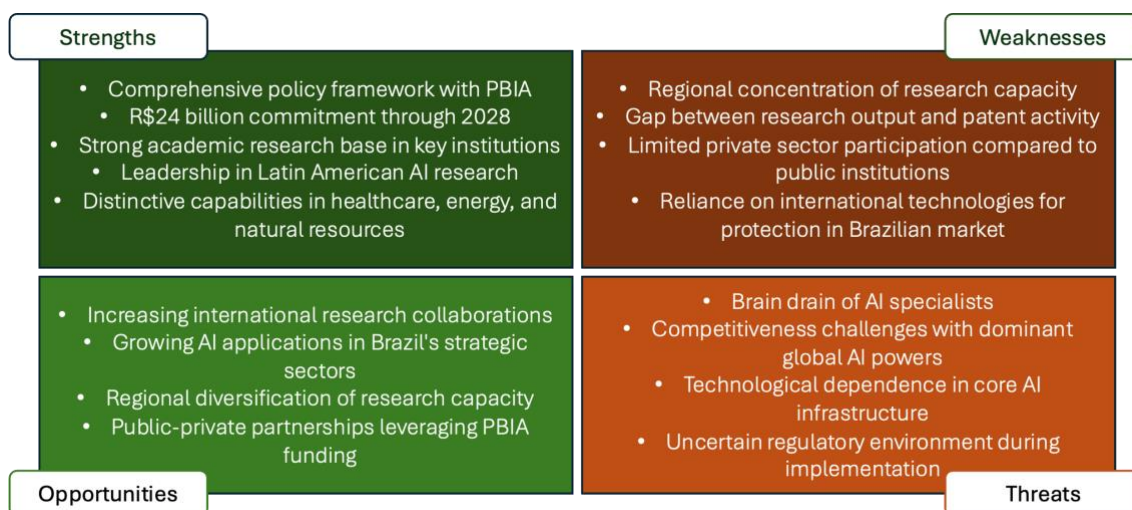 Strengths
• Comprehensive policy framework with PBIA
• R$24 billion commitment through 2028
• Strong academic research base in key institutions
• Leadership in Latin American AI research
• Distinctive capabilities in healthcare, energy, and
natural resources
Weaknesses
• Regional concentration of research capacity
• Gap between research output and patent activity
• Limited private sector participation compared to
public institutions
• Reliance on international technologies for
protection in Brazilian market
• Increasing international research collaborations
• Growing AI applications in Brazil's strategic
sectors
• Regional diversification of research capacity
• Public-private partnerships leveraging PBIA
funding
Opportunities
• Brain drain of AI specialists
• Competitiveness challenges with dominant
global AI powers
• Technological dependence in core AI
infrastructure
• Uncertain regulatory environment during
implementation
Threats